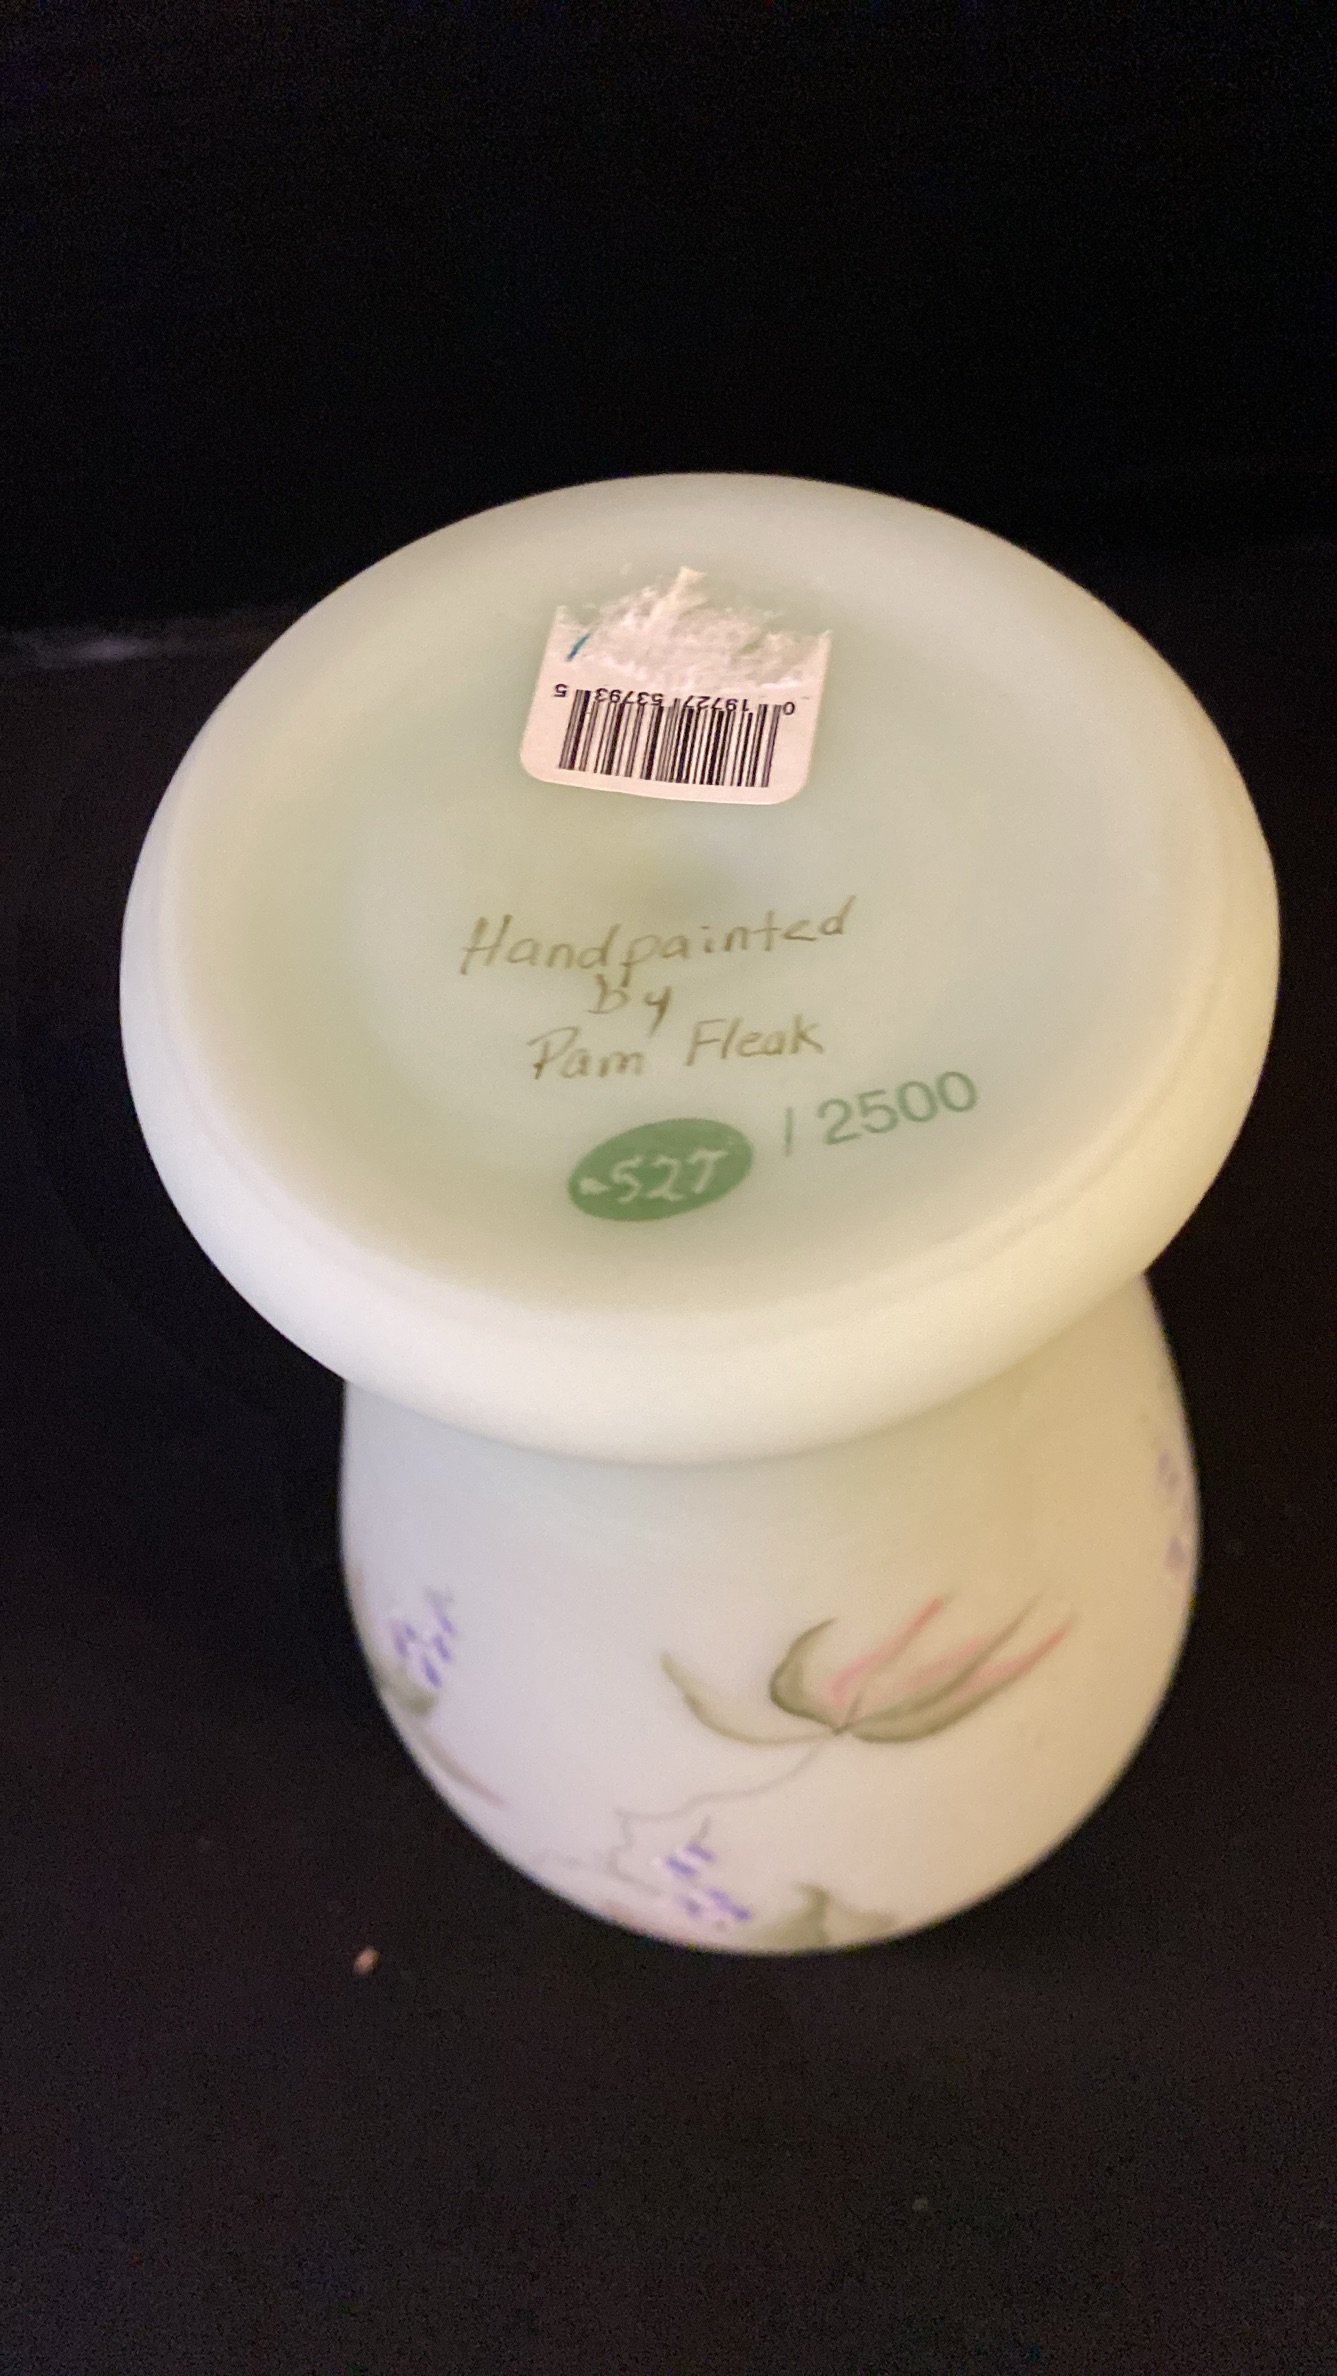 0 19727 53793 5
Handpainted
by
Pam Fleak
527 / 2500